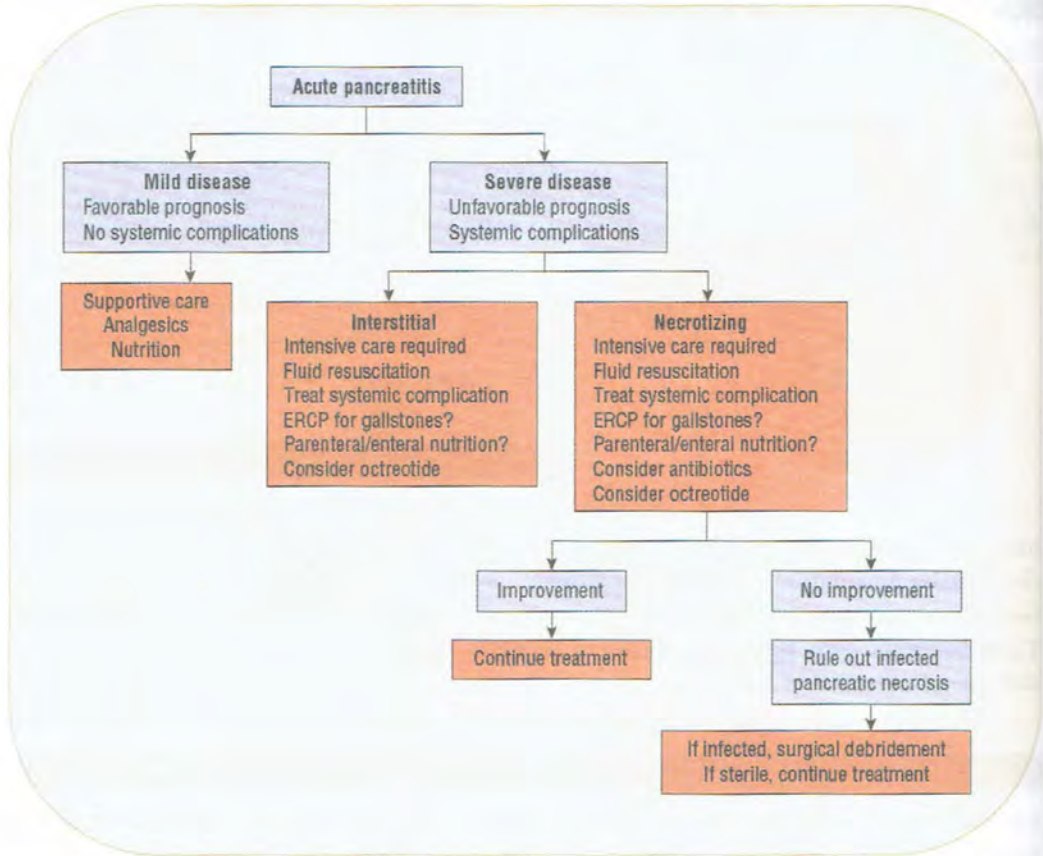 Acute pancreatitis
Mild disease
Favorable prognosis
No systemic complications
Severe disease
Unfavorable prognosis
Systemic complications
Supportive care
Analgesics
Nutrition
Interstitial
Intensive care required
Fluid resuscitation
Treat systemic complication
ERCP for gallstones?
Parenteral/enteral nutrition?
Consider octreotide
Necrotizing
Intensive care required
Fluid resuscitation
Treat systemic complication
ERCP for gallstones?
Parenteral/enteral nutrition?
Consider antibiotics
Consider octreotide
Improvement
No improvement
Continue treatment
Rule out infected
pancreatic necrosis
If infected, surgical debridement
If sterile, continue treatment